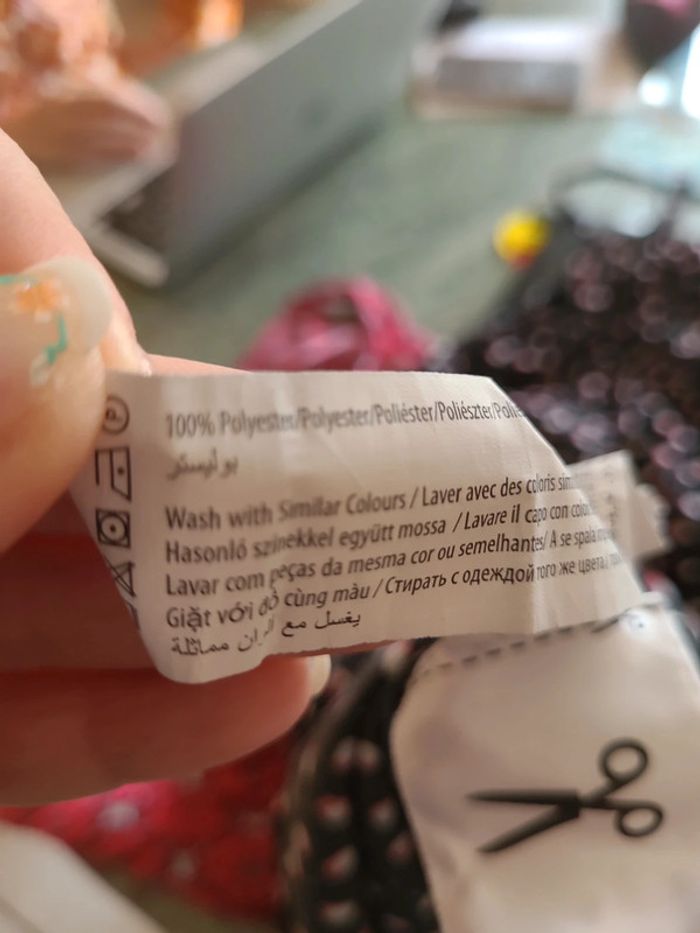 100% Polyester/Polyester/Poliéster/Poliészter/
بوليستر
Wash with Similar Colours / Laver avec des coloris
Hasonló színekkel együtt mossa / Lavare il capo con
Lavar com peças da mesma cor ou semelhantes/ A se
Giặt với đồ cùng màu / Стирать с одеждой того же цвета/
يغسل مع ألوان مماثلة